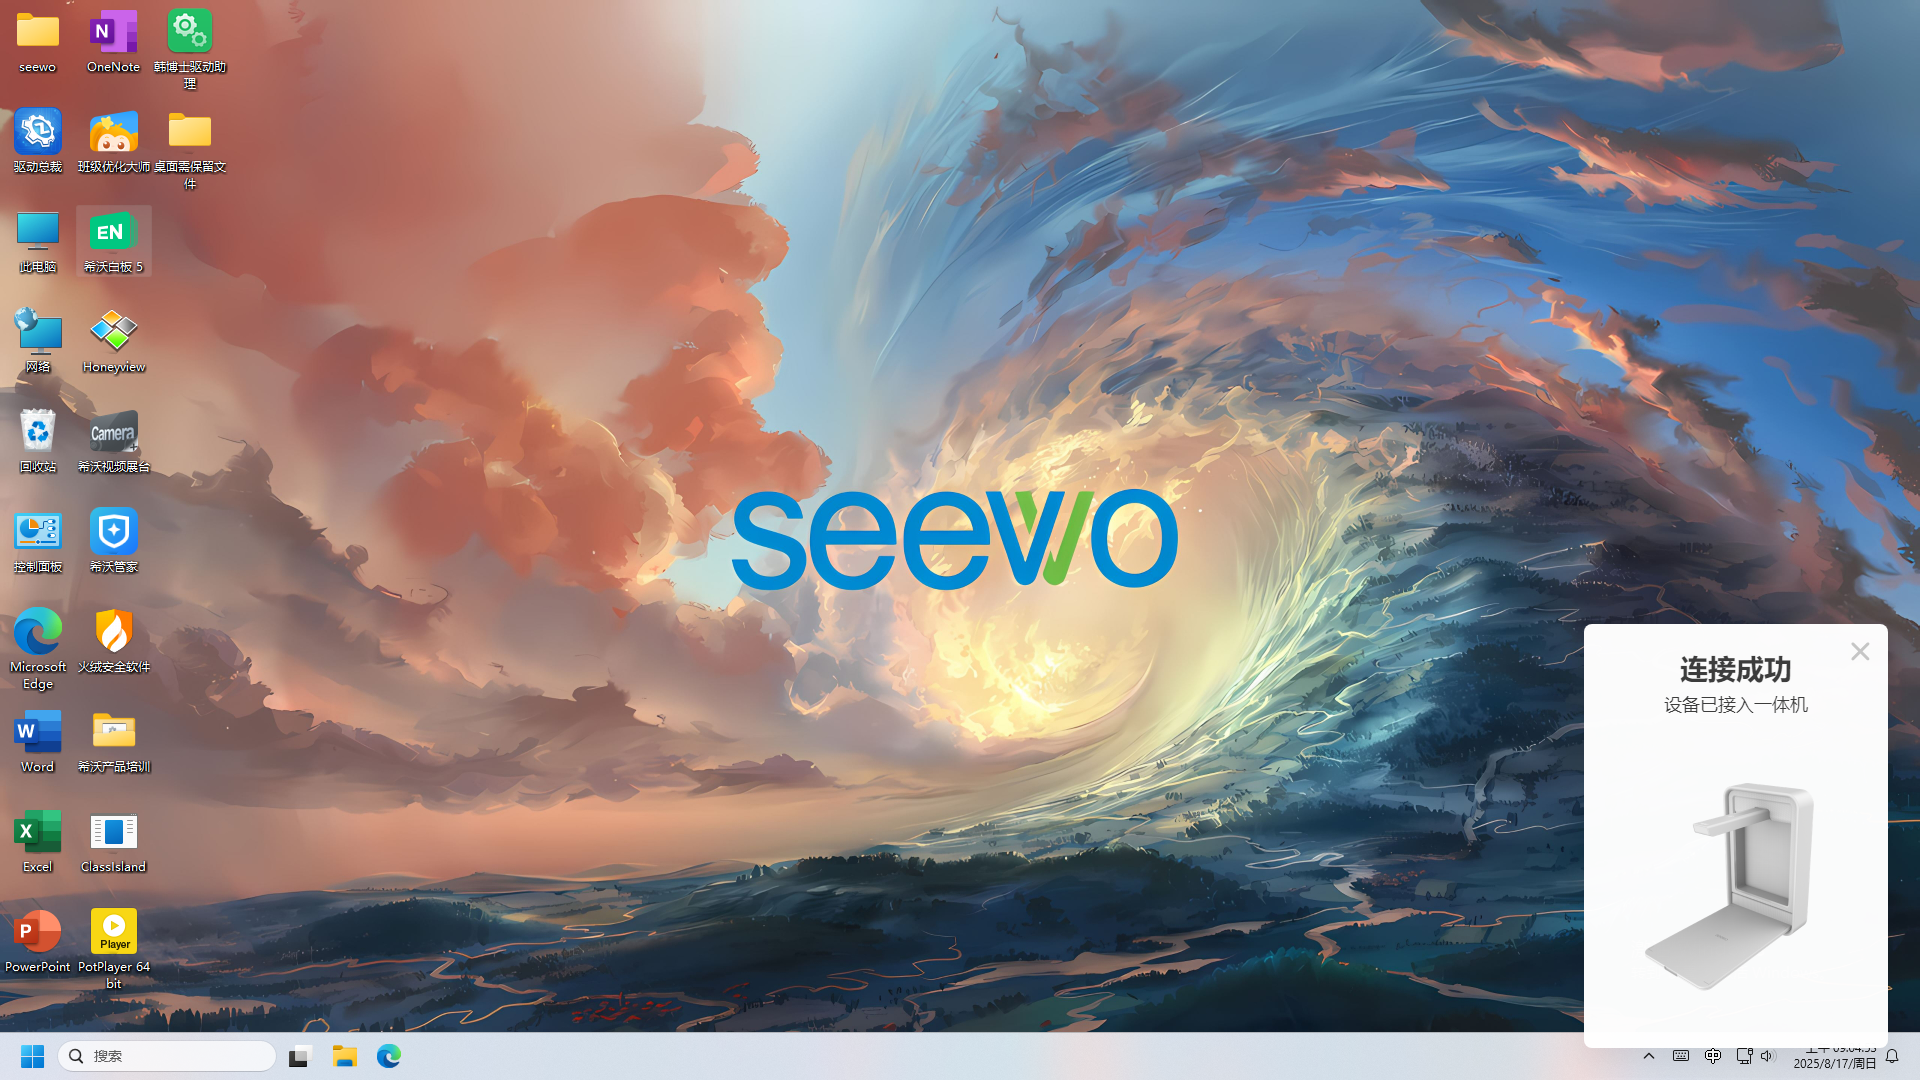 seewo
OneNote
韩博士驱动助
理
驱动总裁
班级优化大师
桌面需保留文
件
此电脑
EN
希沃白板 5
网络
Honeyview
回收站
Camera
希沃视频展台
控制面板
希沃管家
Microsoft
Edge
火绒安全软件
W
Word
希沃产品培训
X
Excel
ClassIsland
P
PowerPoint
Player
PotPlayer 64
bit
N
seewo
连接成功
设备已接入一体机
搜索
中
2025/8/17/周日